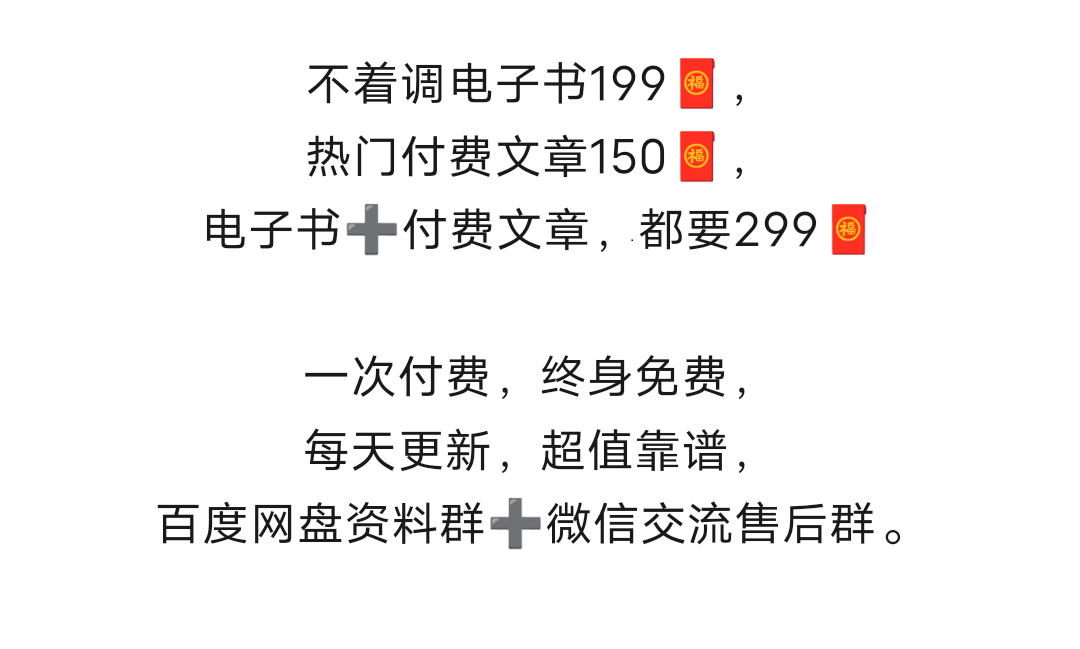 不着调电子书199🧧，
热门付费文章150🧧，
电子书➕付费文章，都要299🧧
一次付费，终身免费，
每天更新，超值靠谱，
百度网盘资料群➕微信交流售后群。